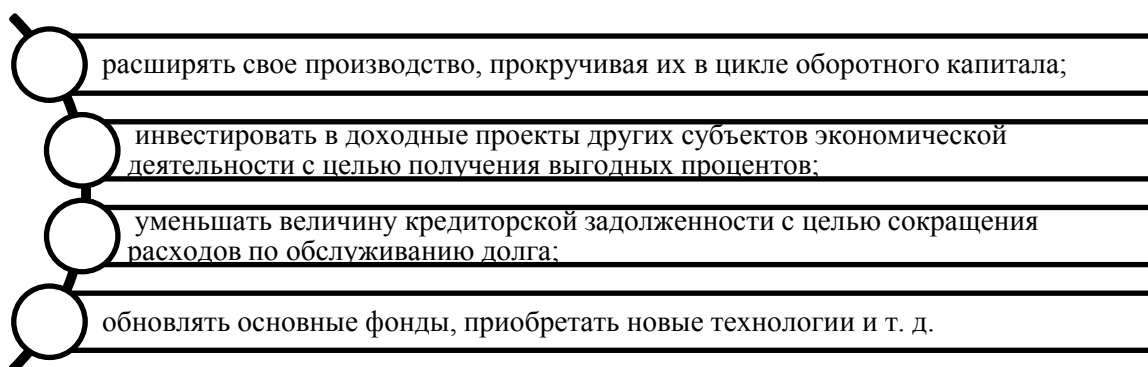 расширять свое производство, прокручивая их в цикле оборотного капитала;
инвестировать в доходные проекты других субъектов экономической
деятельности с целью получения выгодных процентов;
уменьшать величину кредиторской задолженности с целью сокращения
расходов по обслуживанию долга;
обновлять основные фонды, приобретать новые технологии и т. д.